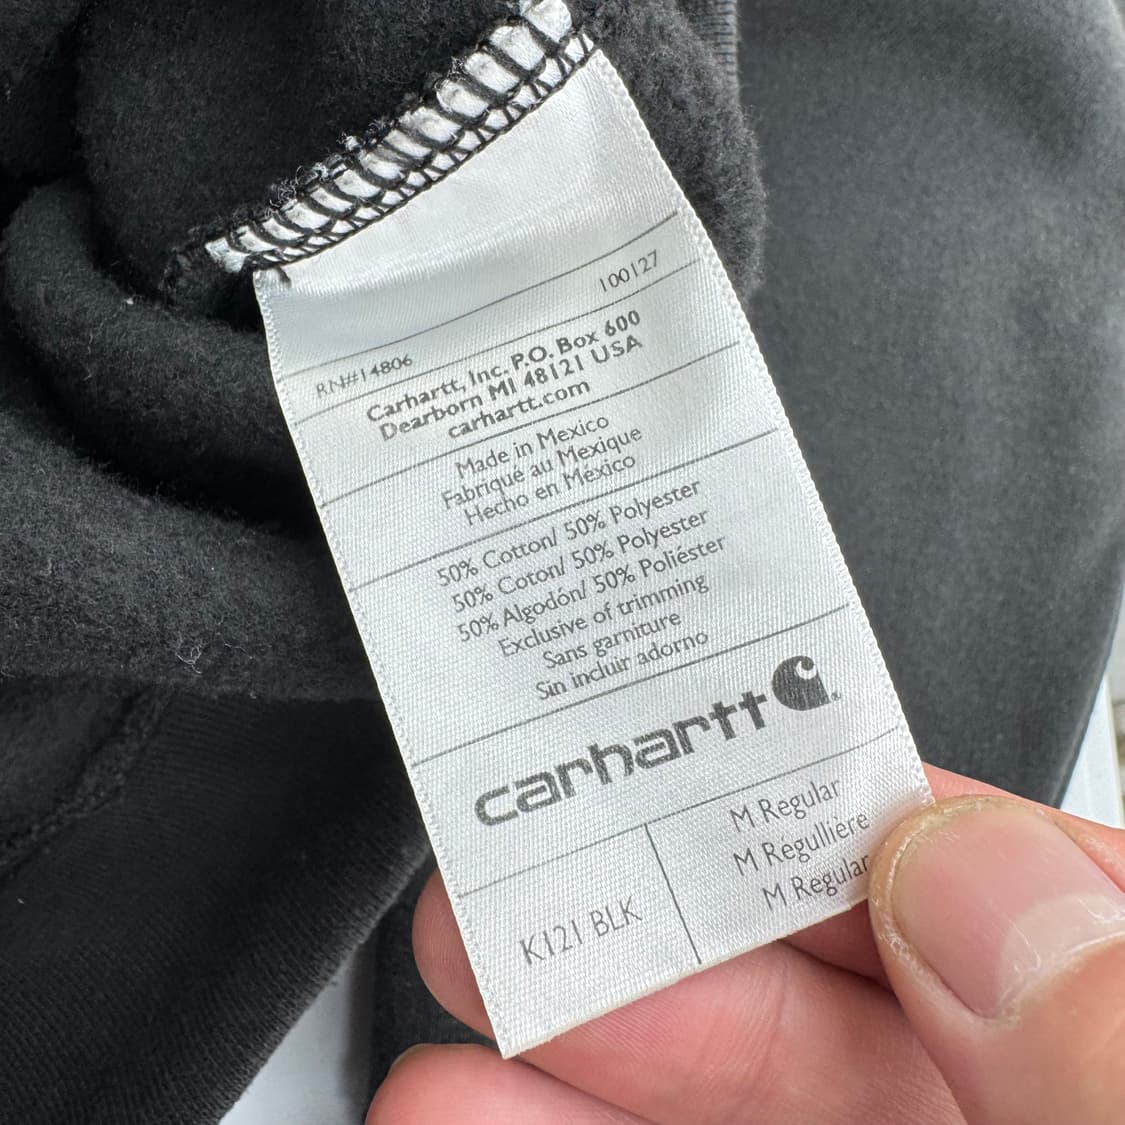 RN#14806 100127
Carhartt, Inc. P.O. Box 600
Dearborn MI 48121 USA
carhartt.com
Made in Mexico
Fabriqué au Mexique
Hecho en México
50% Cotton/ 50% Polyester
50% Coton/ 50% Polyester
50% Algodón/ 50% Poliéster
Exclusive of trimming
Sans garniture
Sin incluir adorno
carhartt
K121 BLK
M Regular
M Régullière
M Regular